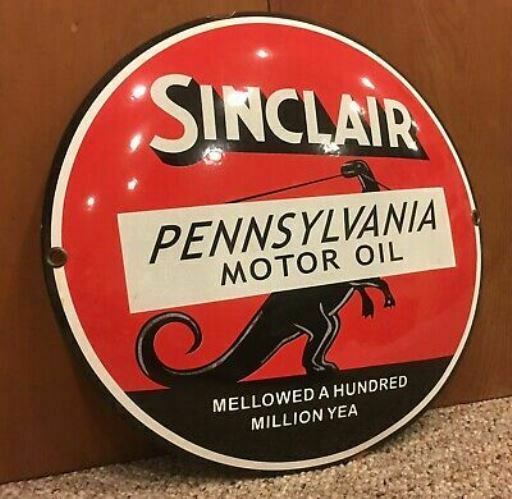 SINCLAIR
PENNSYLVANIA
MOTOR OIL
MELLOWED A HUNDRED
MILLION YEA